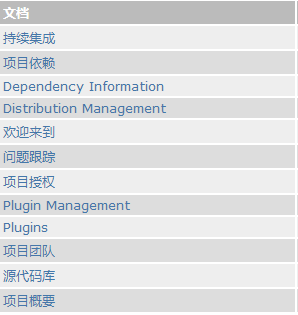 文档
持续集成
项目依赖
Dependency Information
Distribution Management
欢迎来到
问题跟踪
项目授权
Plugin Management
Plugins
项目团队
源代码库
项目概要